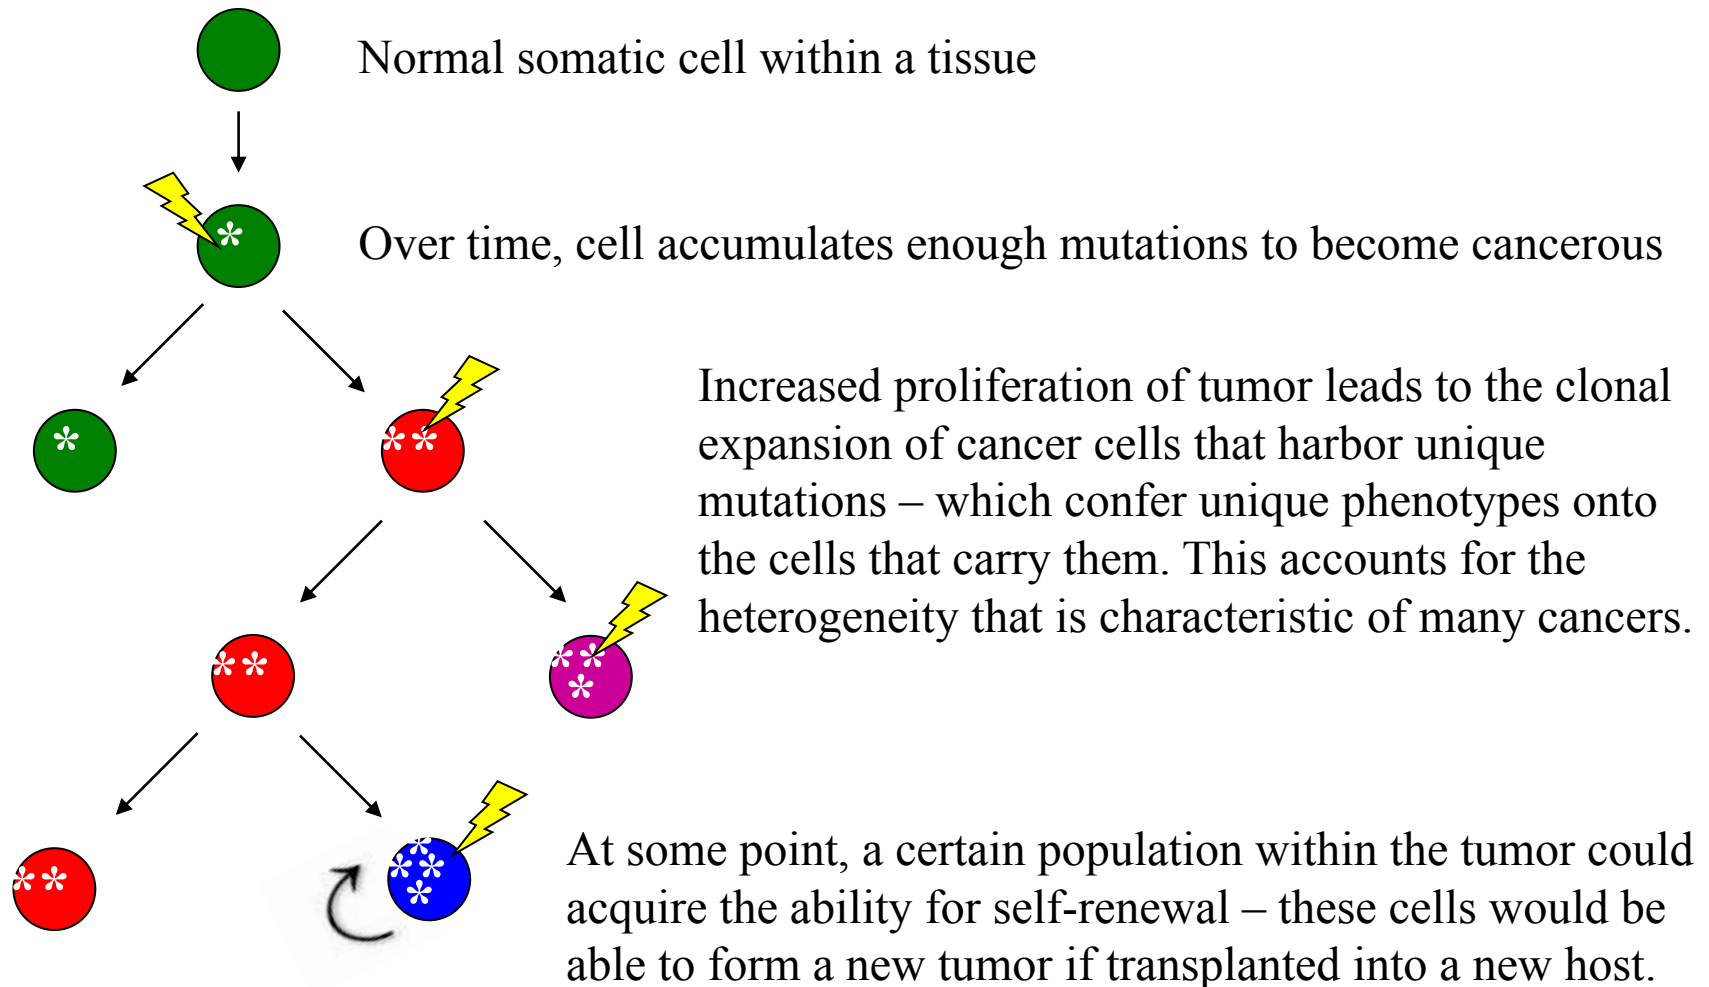 Normal somatic cell within a tissue
*
Over time, cell accumulates enough mutations to become cancerous
*
**
Increased proliferation of tumor leads to the clonal
expansion of cancer cells that harbor unique
mutations – which confer unique phenotypes onto
the cells that carry them. This accounts for the
heterogeneity that is characteristic of many cancers.
**
**
*
**
*
**
*
At some point, a certain population within the tumor could
acquire the ability for self-renewal – these cells would be
able to form a new tumor if transplanted into a new host.